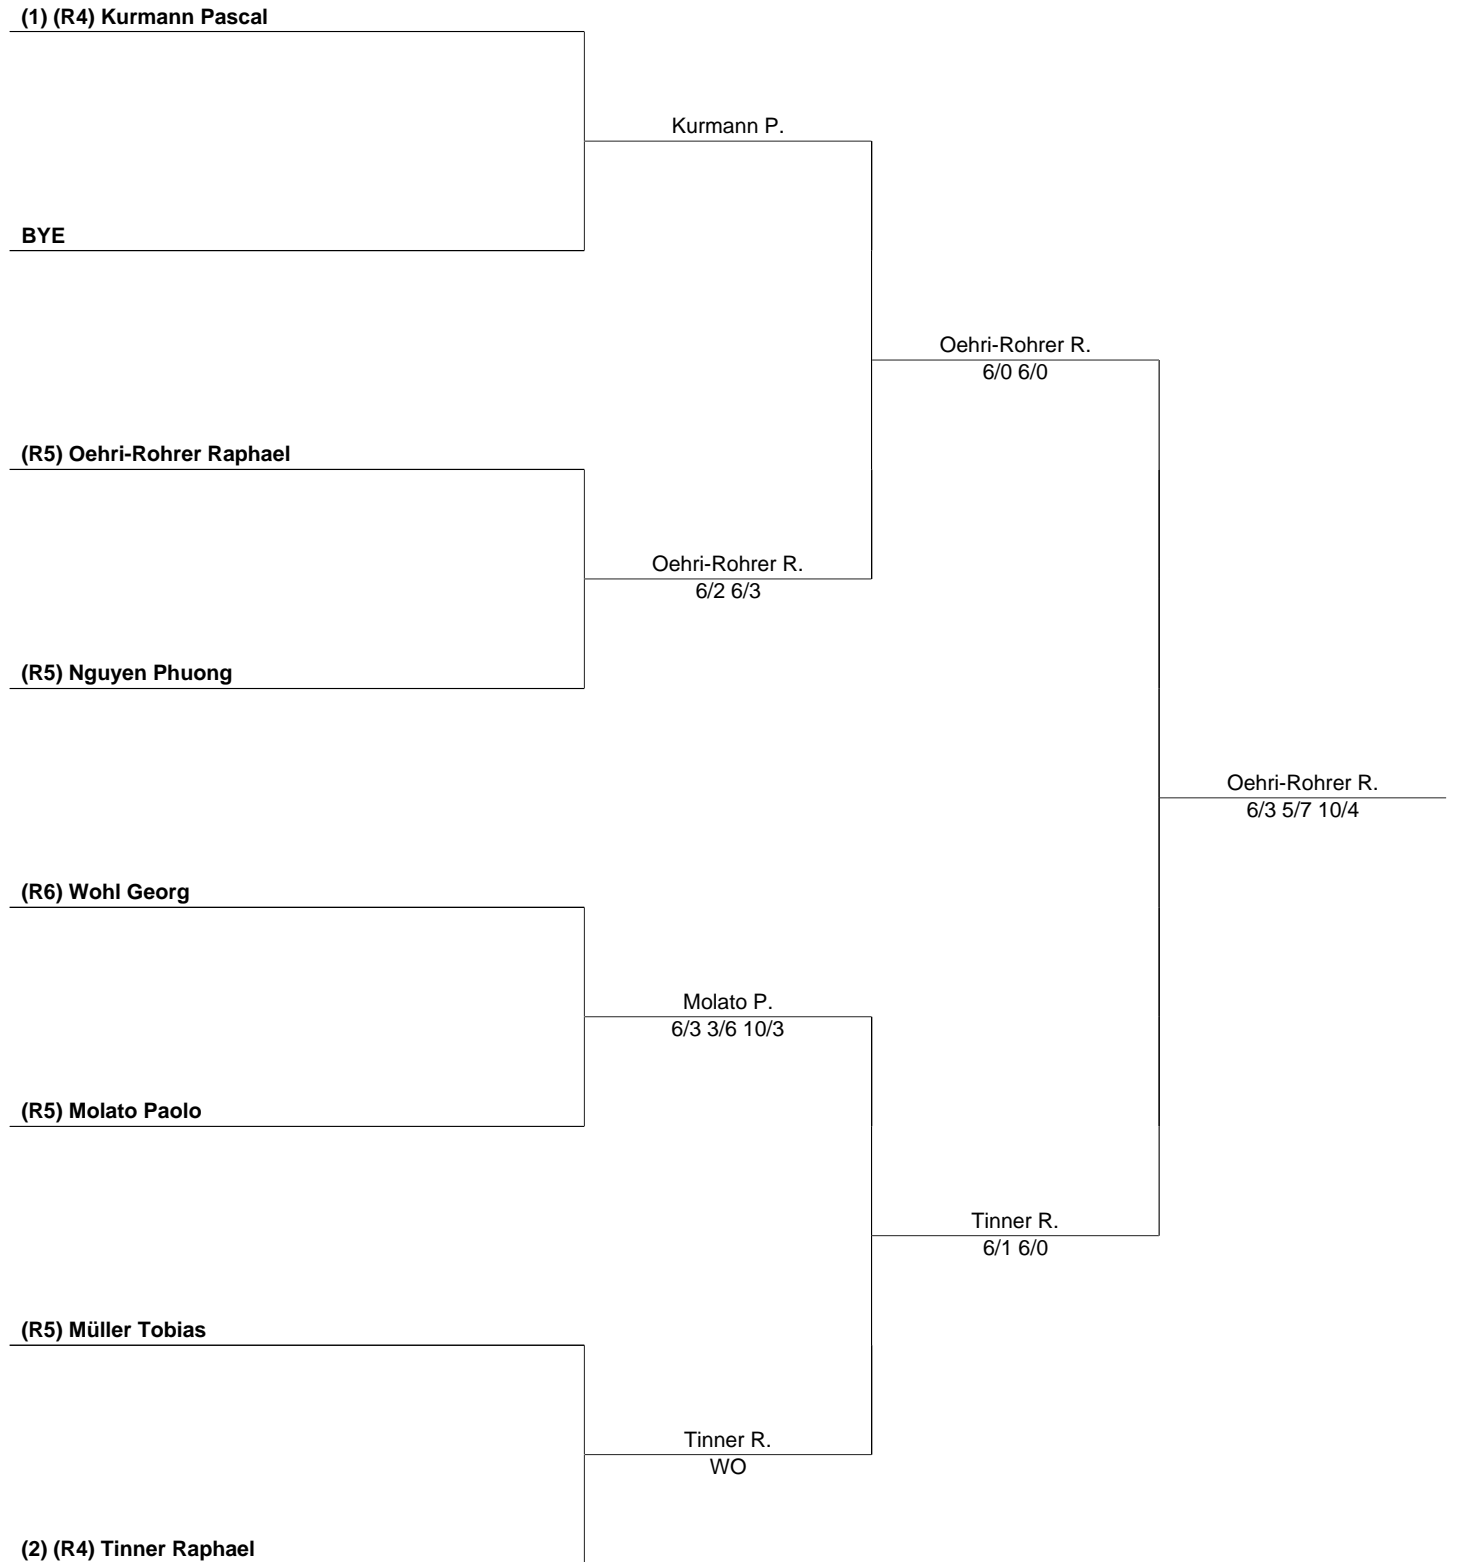 (1) (R4) Kurmann Pascal
Kurmann P.
BYE
Oehri-Rohrer R.
6/0 6/0
(R5) Oehri-Rohrer Raphael
Oehri-Rohrer R.
6/2 6/3
(R5) Nguyen Phuong
Oehri-Rohrer R.
6/3 5/7 10/4
(R6) Wohl Georg
Molato P.
6/3 3/6 10/3
(R5) Molato Paolo
Tinner R.
6/1 6/0
(R5) Müller Tobias
Tinner R.
WO
(2) (R4) Tinner Raphael